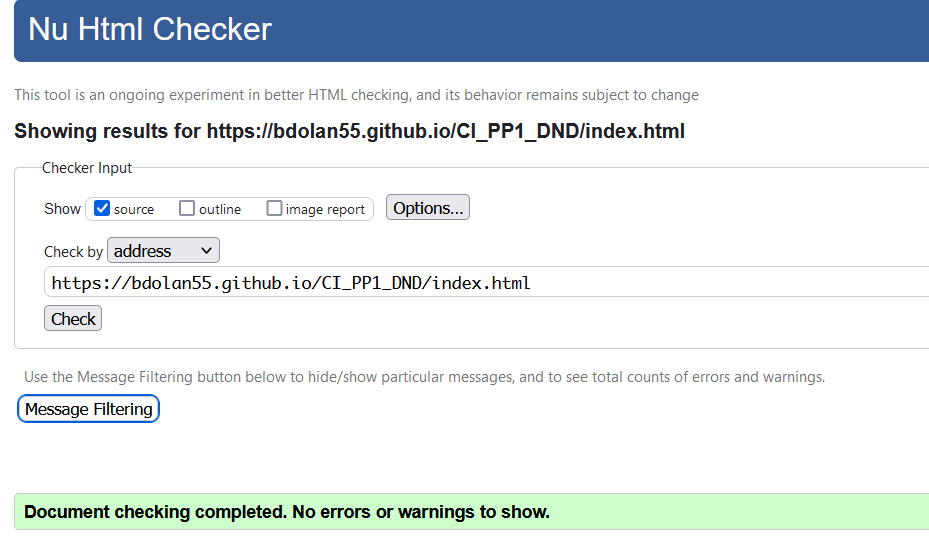 Nu Html Checker
This tool is an ongoing experiment in better HTML checking, and its behavior remains subject to change
Showing results for https://bdolan55.github.io/CI_PP1_DND/index.html
Checker Input
Show source outline image report Options...
Check by address
https://bdolan55.github.io/CI_PP1_DND/index.html
Check
Use the Message Filtering button below to hide/show particular messages, and to see total counts of errors and warnings.
Message Filtering
Document checking completed. No errors or warnings to show.